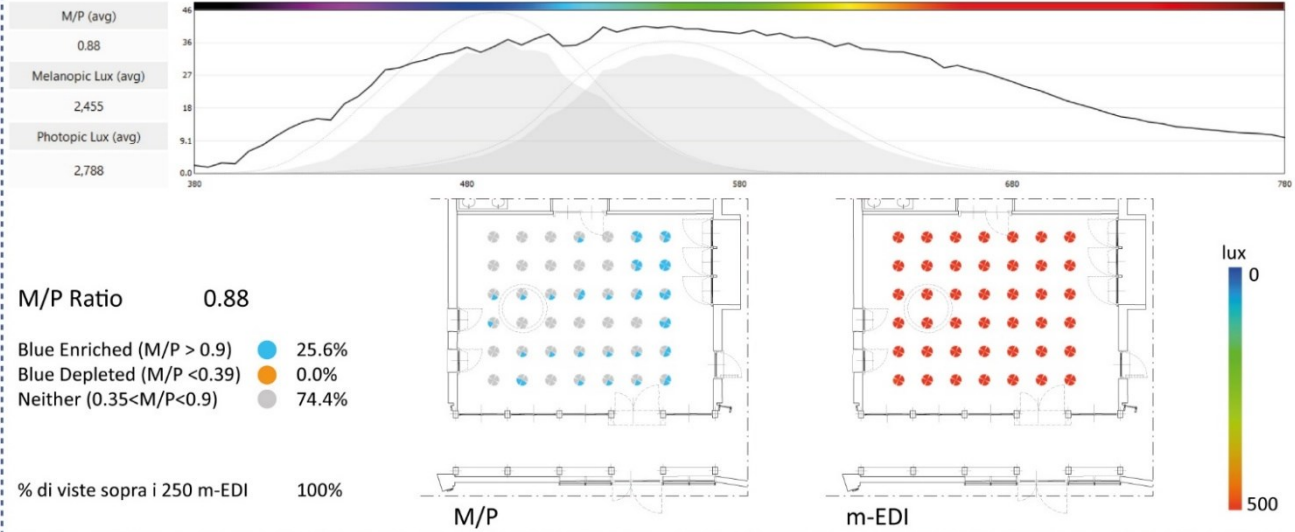 M/P (avg)
0.88
Melanopic Lux (avg)
2,455
Photopic Lux (avg)
2,788
46
36
27
18
9.1
0.0
380
480
580
680
780
M/P Ratio 0.88
Blue Enriched (M/P > 0.9) 25.6%
Blue Depleted (M/P <0.39) 0.0%
Neither (0.35<M/P<0.9) 74.4%
% di viste sopra i 250 m-EDI 100%
M/P
m-EDI
lux
0
500